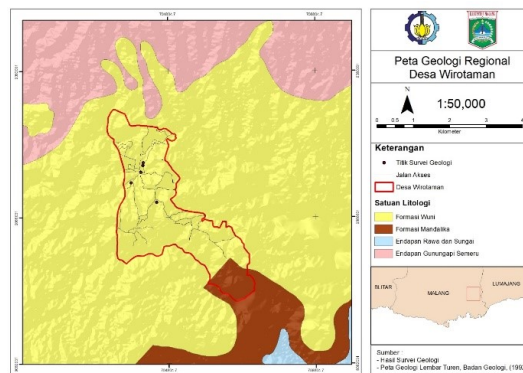 Peta Geologi Regional
Desa Wirotaman
N
1:50,000
0 0.5 1 2 3 4
Kilometer
Keterangan
Titik Survei Geologi
Jalan Akses
Desa Wirotaman
Satuan Litologi
Formasi Wuni
Formasi Mandalika
Endapan Rawa dan Sungai
Endapan Gunungapi Semeru
BLITAR
MALANG
LUMAJANG
Sumber :
- Hasil Survei Geologi
- Peta Geologi Lembar Turen, Badan Geologi,